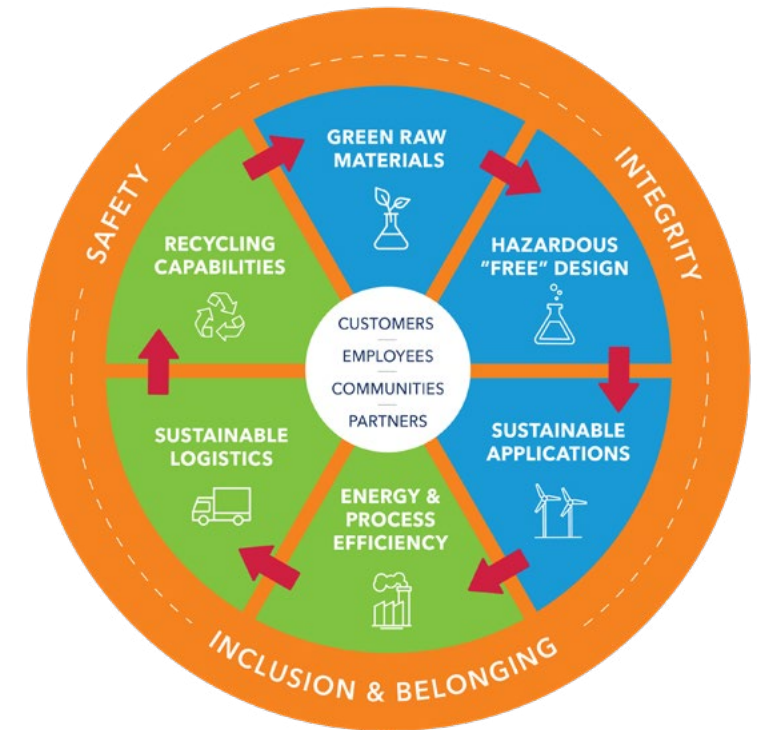 SAFETY
INTEGRITY
INCLUSION & BELONGING
GREEN RAW
MATERIALS
HAZARDOUS
"FREE" DESIGN
SUSTAINABLE
APPLICATIONS
ENERGY &
PROCESS
EFFICIENCY
SUSTAINABLE
LOGISTICS
RECYCLING
CAPABILITIES
CUSTOMERS
EMPLOYEES
COMMUNITIES
PARTNERS